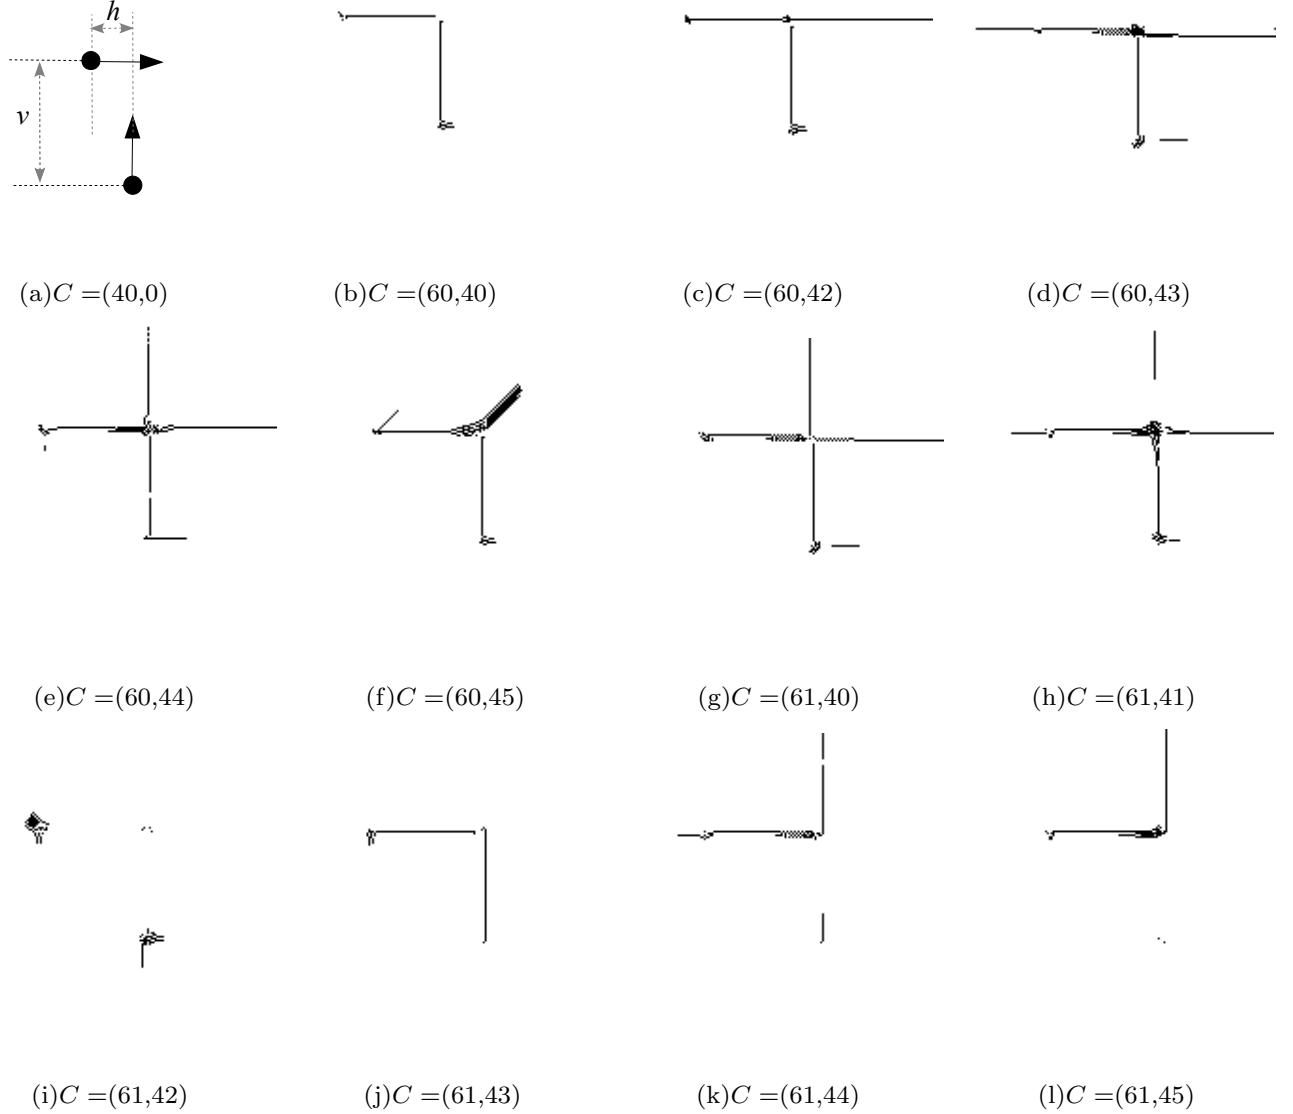 h
v
(a)C =(40,0)
(b)C =(60,40)
(c)C =(60,42)
(d)C =(60,43)
(e)C =(60,44)
(f)C =(60,45)
(g)C =(61,40)
(h)C =(61,41)
(i)C =(61,42)
(j)C =(61,43)
(k)C =(61,44)
(l)C =(61,45)